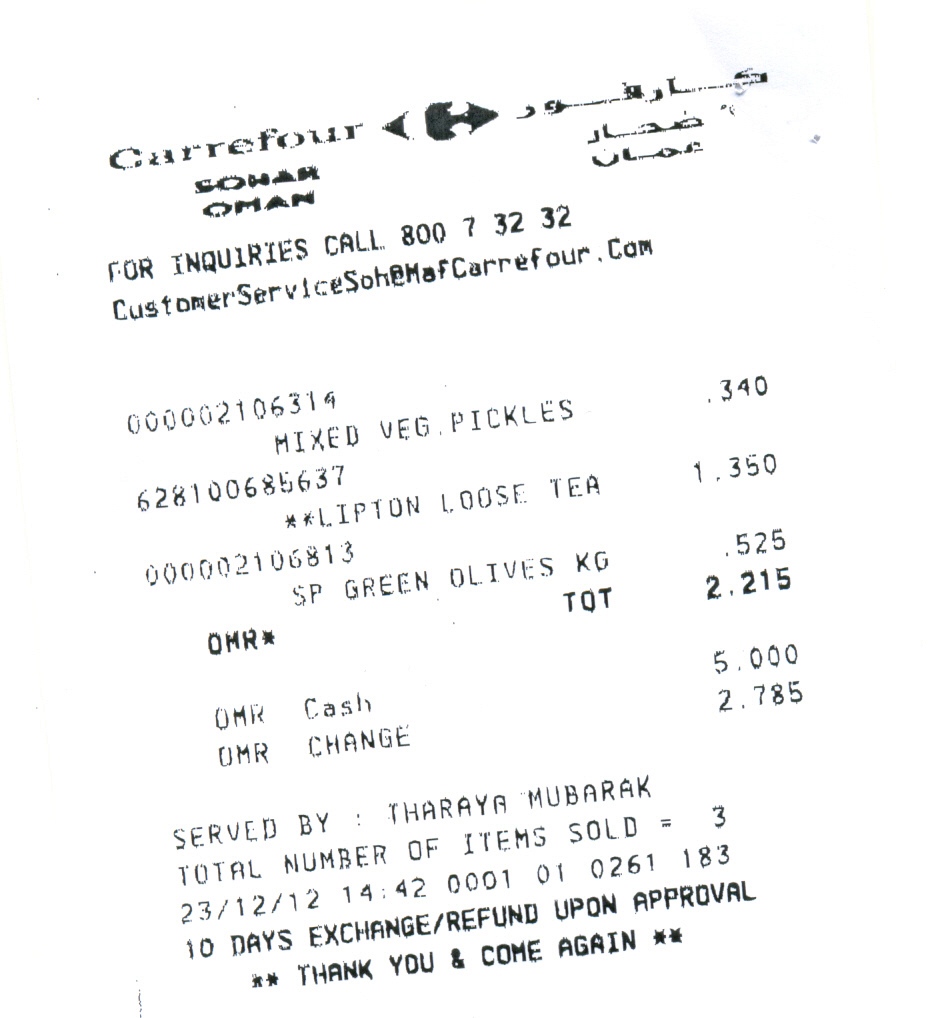 Carrefour كارفور
SOHAR صحار
OMAN عمان
FOR INQUIRIES CALL 800 7 32 32
CustomerServiceSoh@MafCarrefour.Com
000002106314
MIXED VEG.PICKLES .340
628100685637
**LIPTON LOOSE TEA 1.350
000002106813
SP GREEN OLIVES KG .525
TOT 2.215
OMR*
OMR Cash 5.000
OMR CHANGE 2.785
SERVED BY : THARAYA MUBARAK
TOTAL NUMBER OF ITEMS SOLD = 3
23/12/12 14:42 0001 01 0261 183
10 DAYS EXCHANGE/REFUND UPON APPROVAL
** THANK YOU & COME AGAIN **